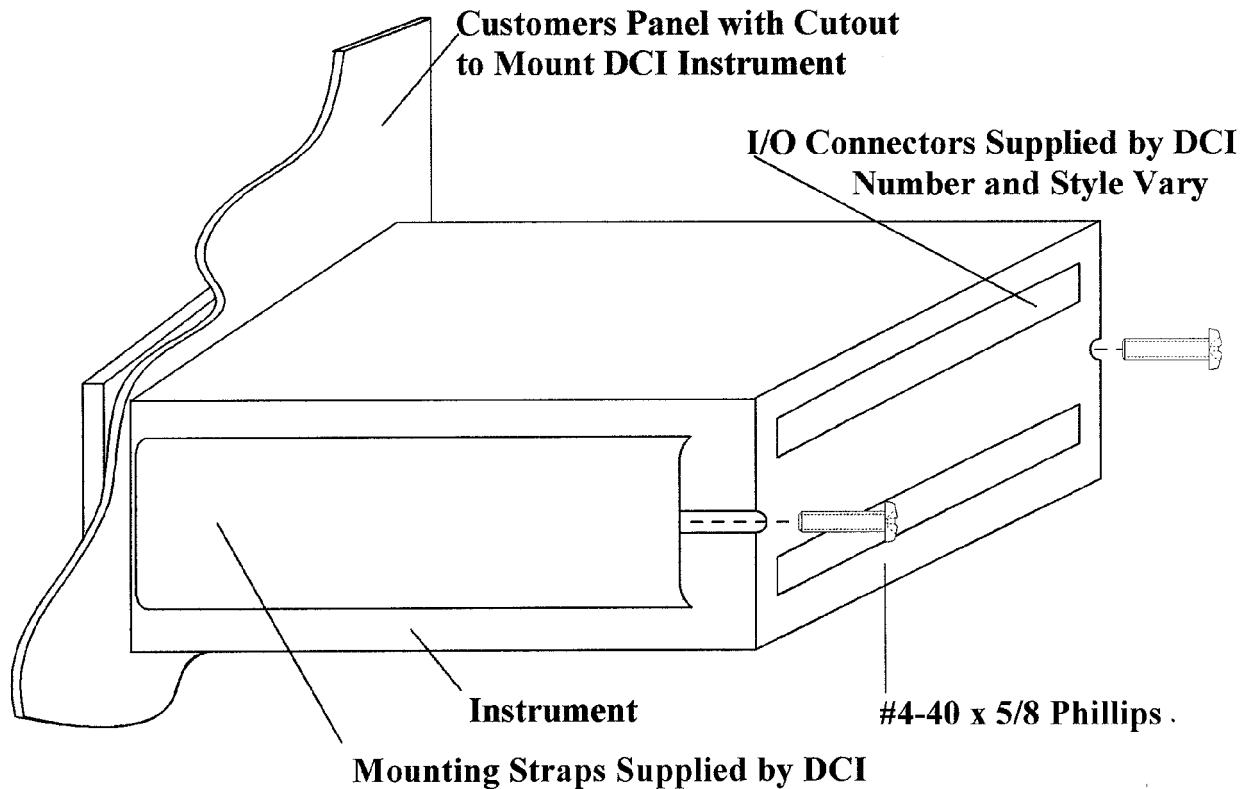 Customers Panel with Cutout
to Mount DCI Instrument
I/O Connectors Supplied by DCI
Number and Style Vary
Instrument
#4-40 x 5/8 Phillips
Mounting Straps Supplied by DCI